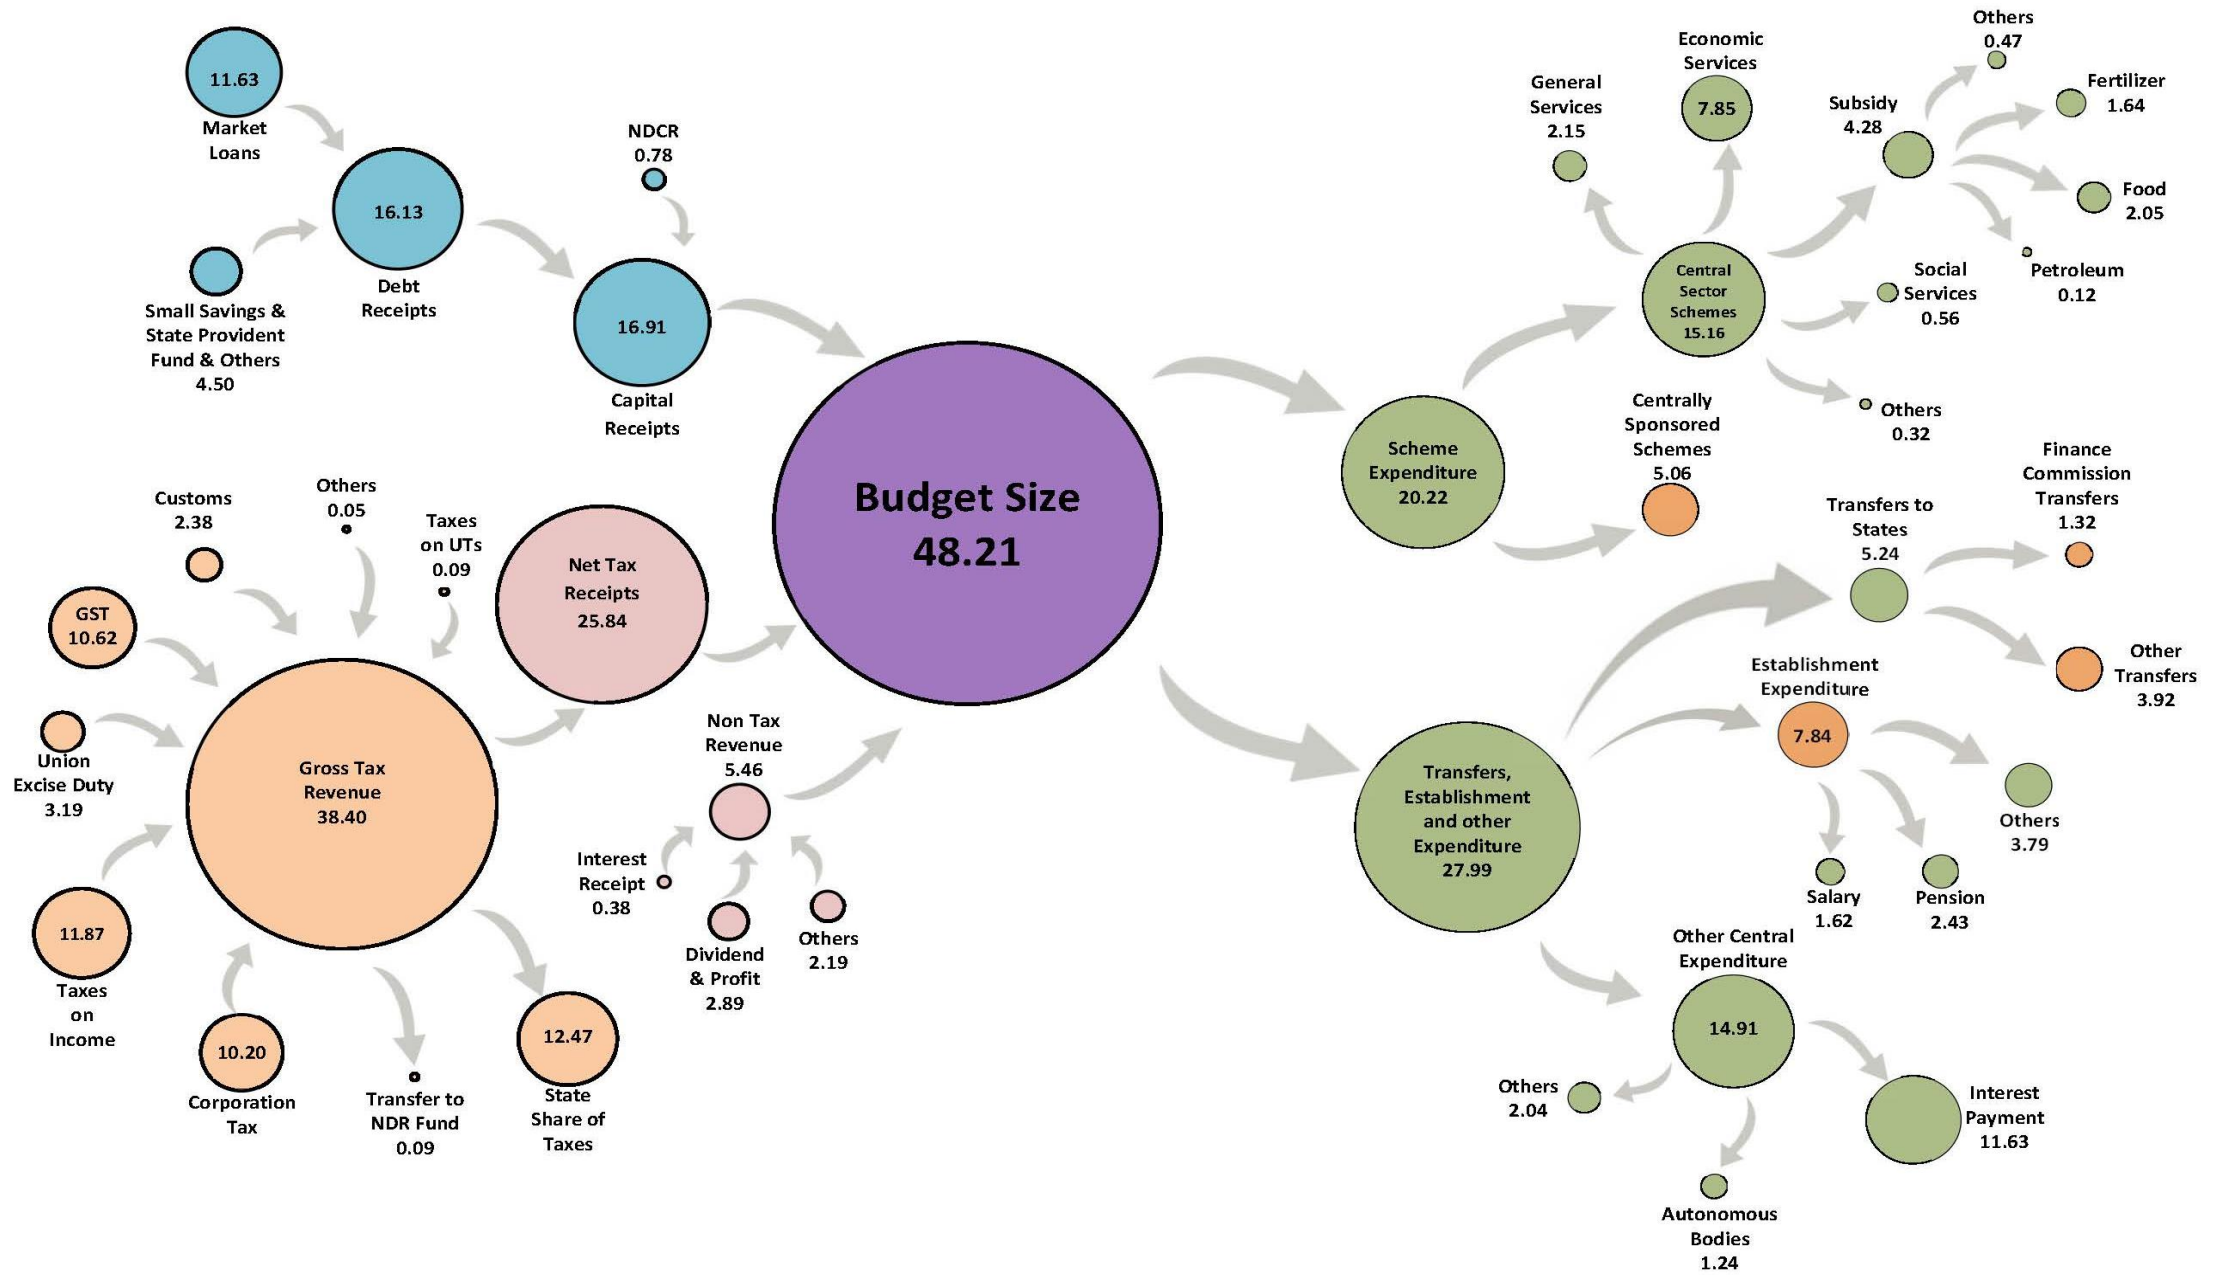 11.63
Market
Loans
16.13
Debt
Receipts
Small Savings &
State Provident
Fund & Others
4.50
NDCR
0.78
16.91
Capital
Receipts
Customs
2.38
Others
0.05
Taxes
on UTs
0.09
GST
10.62
Union
Excise Duty
3.19
Gross Tax
Revenue
38.40
11.87
Taxes
on
Income
10.20
Corporation
Tax
Transfer to
NDR Fund
0.09
12.47
State
Share of
Taxes
Net Tax
Receipts
25.84
Non Tax
Revenue
5.46
Interest
Receipt
0.38
Dividend
& Profit
2.89
Others
2.19
Budget Size
48.21
Scheme
Expenditure
20.22
Central
Sector
Schemes
15.16
General
Services
2.15
Economic
Services
7.85
Subsidy
4.28
Others
0.47
Fertilizer
1.64
Food
2.05
Petroleum
0.12
Social
Services
0.56
Others
0.32
Centrally
Sponsored
Schemes
5.06
Transfers,
Establishment
and other
Expenditure
27.99
Transfers to
States
5.24
Finance
Commission
Transfers
1.32
Other
Transfers
3.92
Establishment
Expenditure
7.84
Others
3.79
Salary
1.62
Pension
2.43
Other Central
Expenditure
14.91
Others
2.04
Interest
Payment
11.63
Autonomous
Bodies
1.24